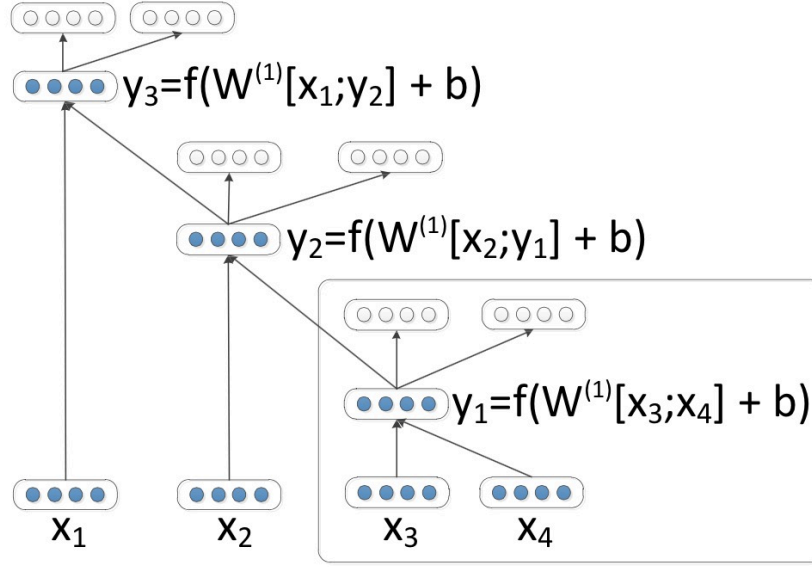 y₃=f(W⁽¹⁾[x₁;y₂] + b)
y₂=f(W⁽¹⁾[x₂;y₁] + b)
y₁=f(W⁽¹⁾[x₃;x₄] + b)
x₁ x₂ x₃ x₄